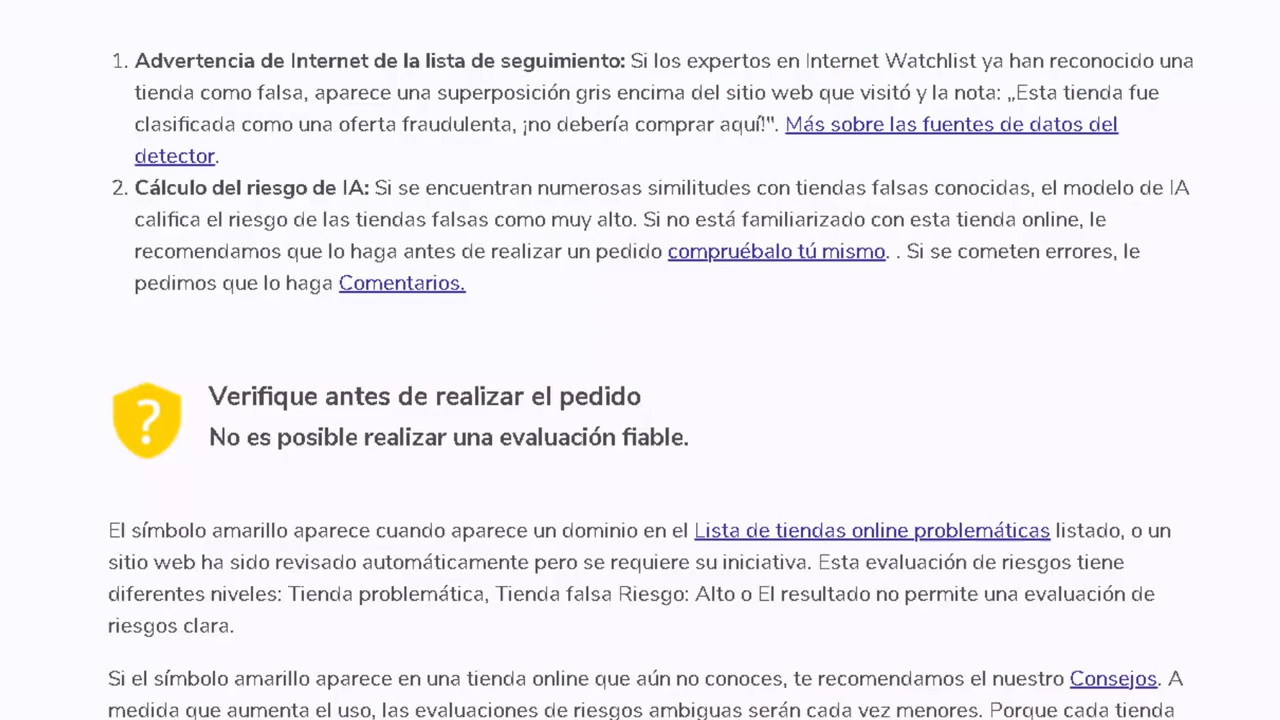 1. Advertencia de Internet de la lista de seguimiento: Si los expertos en Internet Watchlist ya han reconocido una
tienda como falsa, aparece una superposición gris encima del sitio web que visitó y la nota: „Esta tienda fue
clasificada como una oferta fraudulenta, ¡no debería comprar aquí!". Más sobre las fuentes de datos del
detector.
2. Cálculo del riesgo de IA: Si se encuentran numerosas similitudes con tiendas falsas conocidas, el modelo de IA
califica el riesgo de las tiendas falsas como muy alto. Si no está familiarizado con esta tienda online, le
recomendamos que lo haga antes de realizar un pedido compruébalo tú mismo. . Si se cometen errores, le
pedimos que lo haga Comentarios.
Verifique antes de realizar el pedido
No es posible realizar una evaluación fiable.
El símbolo amarillo aparece cuando aparece un dominio en el Lista de tiendas online problemáticas listado, o un
sitio web ha sido revisado automáticamente pero se requiere su iniciativa. Esta evaluación de riesgos tiene
diferentes niveles: Tienda problemática, Tienda falsa Riesgo: Alto o El resultado no permite una evaluación de
riesgos clara.
Si el símbolo amarillo aparece en una tienda online que aún no conoces, te recomendamos el nuestro Consejos. A
medida que aumenta el uso, las evaluaciones de riesgos ambiguas serán cada vez menores. Porque cada tienda